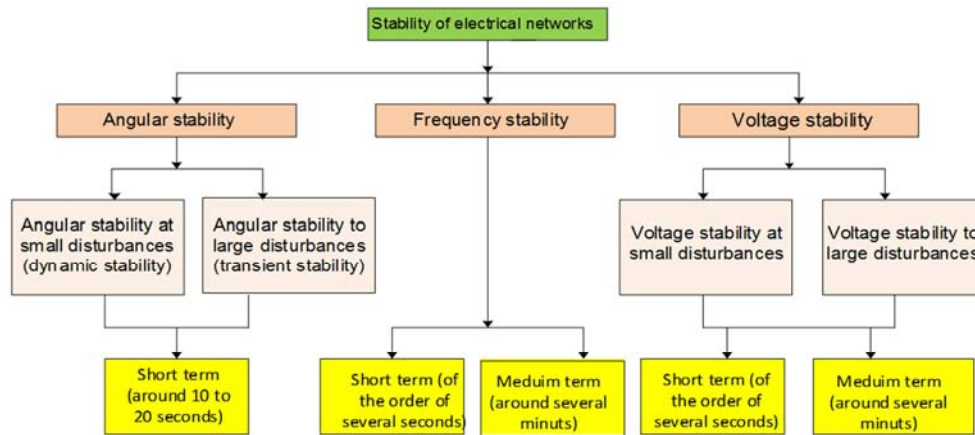 Stability of electrical networks
Angular stability
Frequency stability
Voltage stability
Angular stability at
small disturbances
(dynamic stability)
Angular stability to
large disturbances
(transient stability)
Voltage stability at
small disturbances
Voltage stability to
large disturbances
Short term
(around 10 to
20 seconds)
Short term (of
the order of
several seconds)
Meduim term
(around several
minuts)
Short term (of
the order of
several seconds)
Meduim term
(around several
minuts)